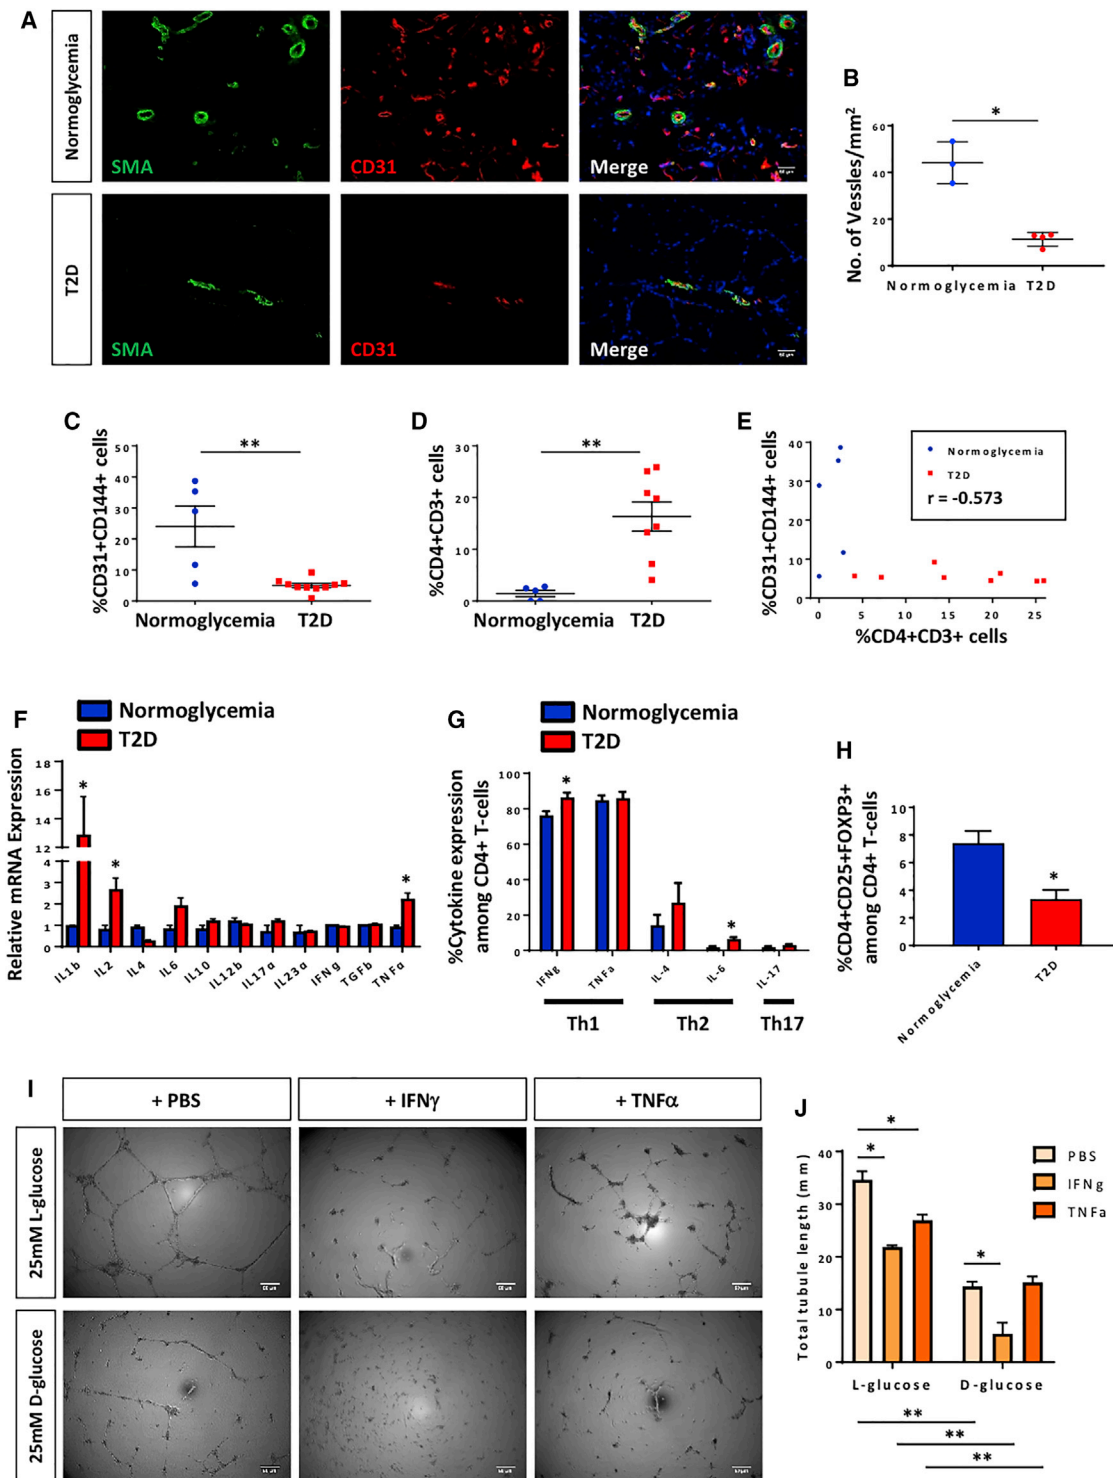 A
Normoglycemia
SMA
CD31
Merge
T2D
SMA
CD31
Merge
B
No. of Vessles/mm²
60
40
20
0
*
Normoglycemia T2D
C
%CD31+CD144+ cells
50
40
30
20
10
0
**
Normoglycemia T2D
D
%CD4+CD3+ cells
30
20
10
0
**
Normoglycemia T2D
E
%CD31+CD144+ cells
40
30
20
10
0
Normoglycemia
T2D
r = -0.573
0 5 10 15 20 25
%CD4+CD3+ cells
F
Normoglycemia
T2D
Relative mRNA Expression
18
16
14
12
4
3
2
1
0
* * *
IL1b IL2 IL4 IL6 IL10 IL12b IL17a IL23a IFNg TGFb TNFa
G
Normoglycemia
T2D
%Cytokine expression
among CD4+ T-cells
100
80
60
40
20
0
* *
IFNg TNFa IL-4 IL-6 IL-17
Th1 Th2 Th17
H
%CD4+CD25+FOXP3+
among CD4+ T-cells
10
8
6
4
2
0
*
Normoglycemia T2D
I
+ PBS
+ IFNγ
+ TNFα
25mM L-glucose
25mM D-glucose
J
Total tubule length (mm)
40
30
20
10
0
*
*
*
PBS
IFNg
TNFa
L-glucose D-glucose
**
**
**